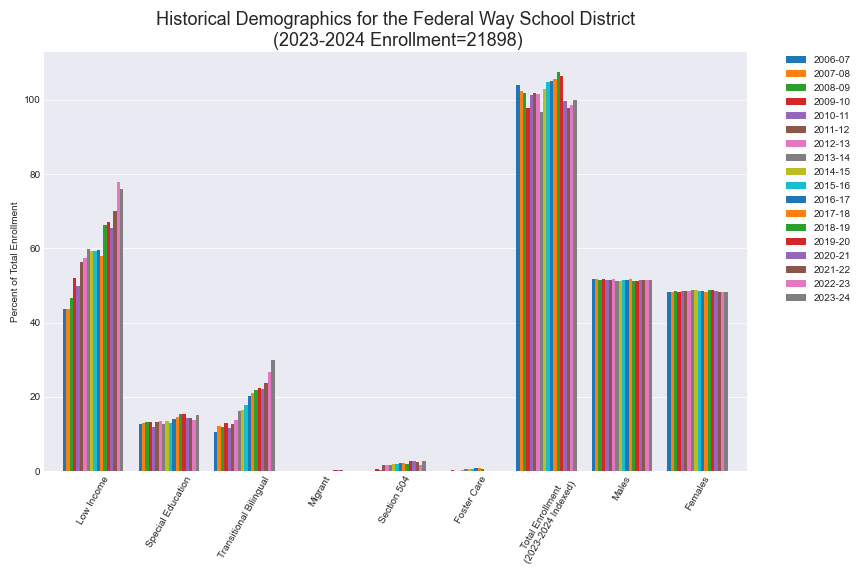 Historical Demographics for the Federal Way School District
(2023-2024 Enrollment=21898)
Percent of Total Enrollment
100
80
60
40
20
0
Low Income
Special Education
Transitional Bilingual
Migrant
Section 504
Foster Care
Total Enrollment
(2023-2024 Indexed)
Males
Females
2006-07
2007-08
2008-09
2009-10
2010-11
2011-12
2012-13
2013-14
2014-15
2015-16
2016-17
2017-18
2018-19
2019-20
2020-21
2021-22
2022-23
2023-24